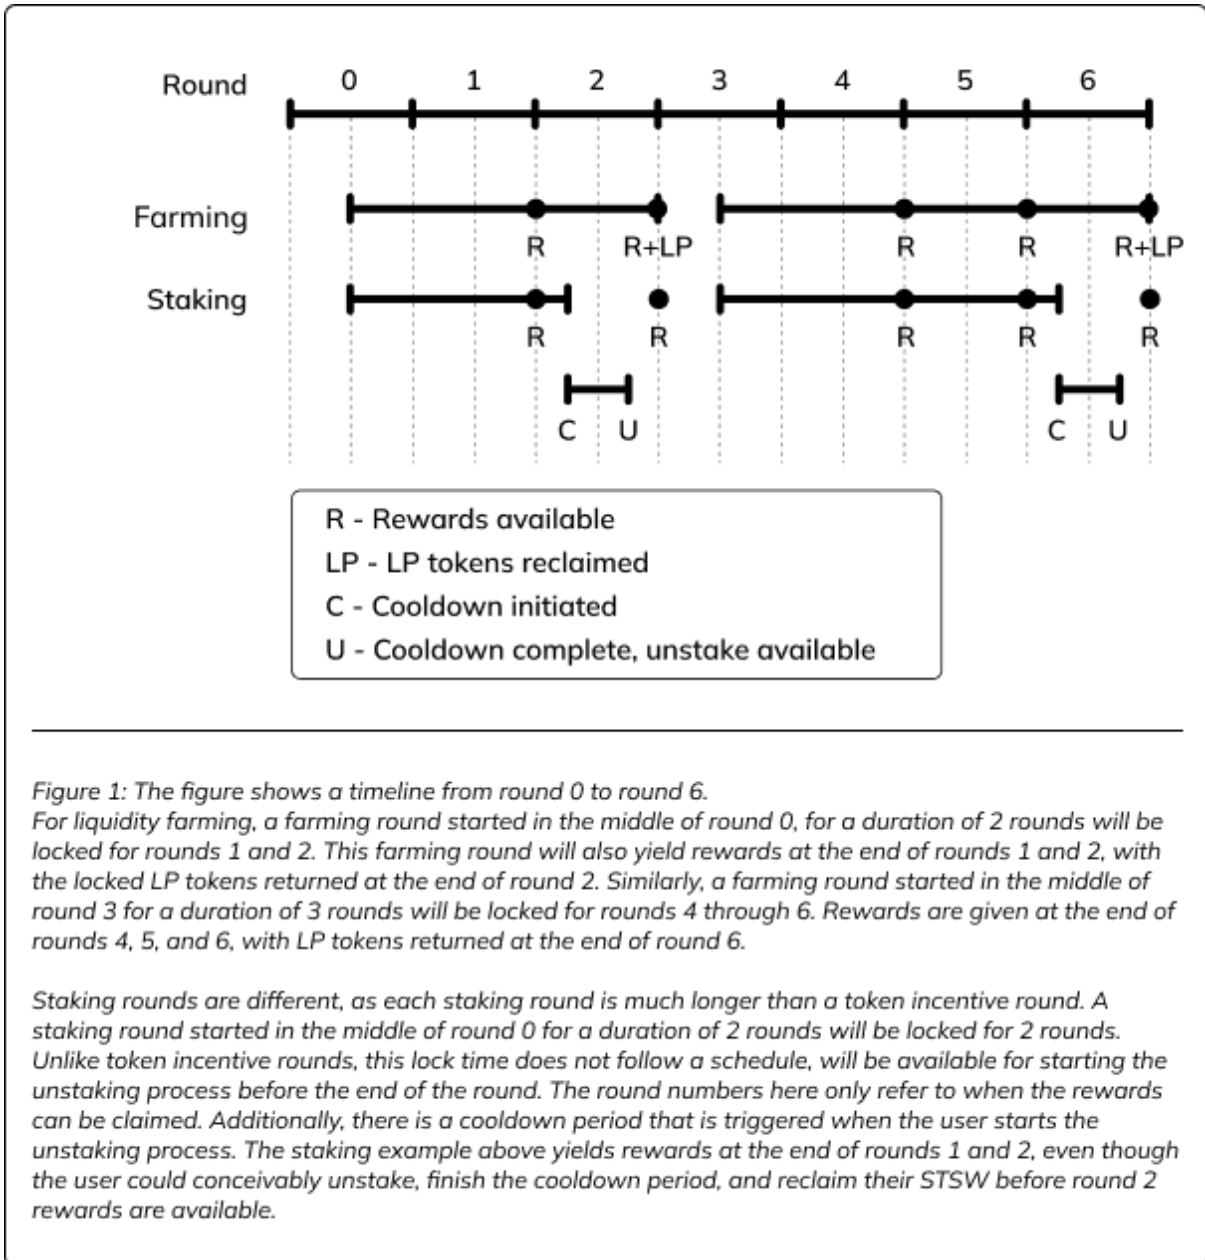 Round 0 1 2 3 4 5 6
Farming
R R+LP R R R+LP
Staking
R R R R R
C U C U
R - Rewards available
LP - LP tokens reclaimed
C - Cooldown initiated
U - Cooldown complete, unstake available
Figure 1: The figure shows a timeline from round 0 to round 6.
For liquidity farming, a farming round started in the middle of round 0, for a duration of 2 rounds will be
locked for rounds 1 and 2. This farming round will also yield rewards at the end of rounds 1 and 2, with
the locked LP tokens returned at the end of round 2. Similarly, a farming round started in the middle of
round 3 for a duration of 3 rounds will be locked for rounds 4 through 6. Rewards are given at the end of
rounds 4, 5, and 6, with LP tokens returned at the end of round 6.
Staking rounds are different, as each staking round is much longer than a token incentive round. A
staking round started in the middle of round 0 for a duration of 2 rounds will be locked for 2 rounds.
Unlike token incentive rounds, this lock time does not follow a schedule, will be available for starting the
unstaking process before the end of the round. The round numbers here only refer to when the rewards
can be claimed. Additionally, there is a cooldown period that is triggered when the user starts the
unstaking process. The staking example above yields rewards at the end of rounds 1 and 2, even though
the user could conceivably unstake, finish the cooldown period, and reclaim their STSW before round 2
rewards are available.